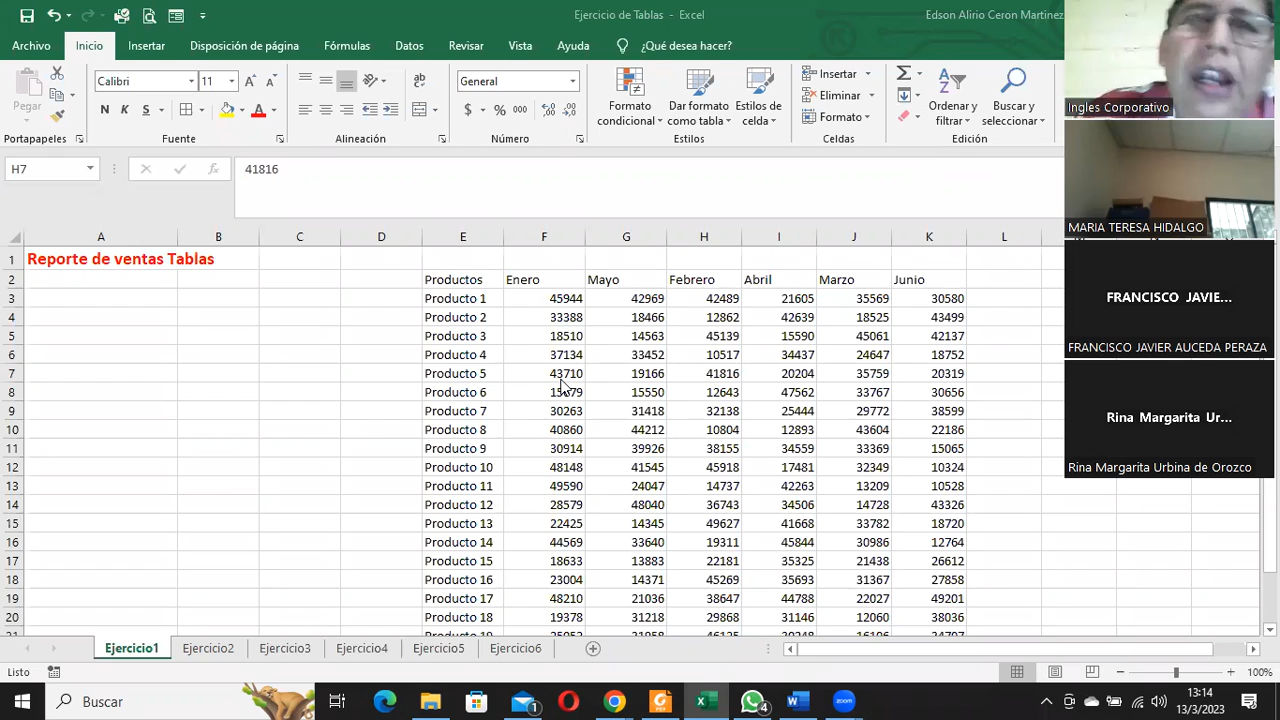 Ejercicio de Tablas - Excel
Edson Alirio Ceron Martinez
Archivo Inicio Insertar Disposición de página Fórmulas Datos Revisar Vista Ayuda ¿Qué desea hacer?
Pegar
Calibri 11
N K S
General
$ % 000
Formato condicional
Dar formato como tabla
Estilos de celda
Insertar
Eliminar
Formato
Ordenar y filtrar
Buscar y seleccionar
Portapapeles Fuente Alineación Número Estilos Celdas Edición
H7 fx 41816
A B C D E F G H I J K L
1 Reporte de ventas Tablas
2 Productos Enero Mayo Febrero Abril Marzo Junio
3 Producto 1 45944 42969 42489 21605 35569 30580
4 Producto 2 33388 18466 12862 42639 18525 43499
5 Producto 3 18510 14563 45139 15590 45061 42137
6 Producto 4 37134 33452 10517 34437 24647 18752
7 Producto 5 43710 19166 41816 20204 35759 20319
8 Producto 6 15550 12643 47562 33767 30656
9 Producto 7 30263 31418 32138 25444 29772 38599
10 Producto 8 40860 44212 10804 12893 43604 22186
11 Producto 9 30914 39926 38155 34559 33369 15065
12 Producto 10 48148 41545 45918 17481 32349 10324
13 Producto 11 49590 24047 14737 42263 13209 10528
14 Producto 12 28579 48040 36743 34506 14728 43326
15 Producto 13 22425 14345 49627 41668 33782 18720
16 Producto 14 44569 33640 19311 45844 30986 12764
17 Producto 15 18633 13883 22181 35325 21438 26612
18 Producto 16 23004 14371 45269 35693 31367 27858
19 Producto 17 48210 21036 38647 44788 22027 49201
20 Producto 18 19378 31218 29868 31146 12060 38036
Ejercicio1 Ejercicio2 Ejercicio3 Ejercicio4 Ejercicio5 Ejercicio6
Listo
100%
Buscar
1
4
13:14
13/3/2023
Ingles Corporativo
MARIA TERESA HIDALGO
FRANCISCO JAVIE...
FRANCISCO JAVIER AUCEDA PERAZA
Rina Margarita Ur...
Rina Margarita Urbina de Orozco